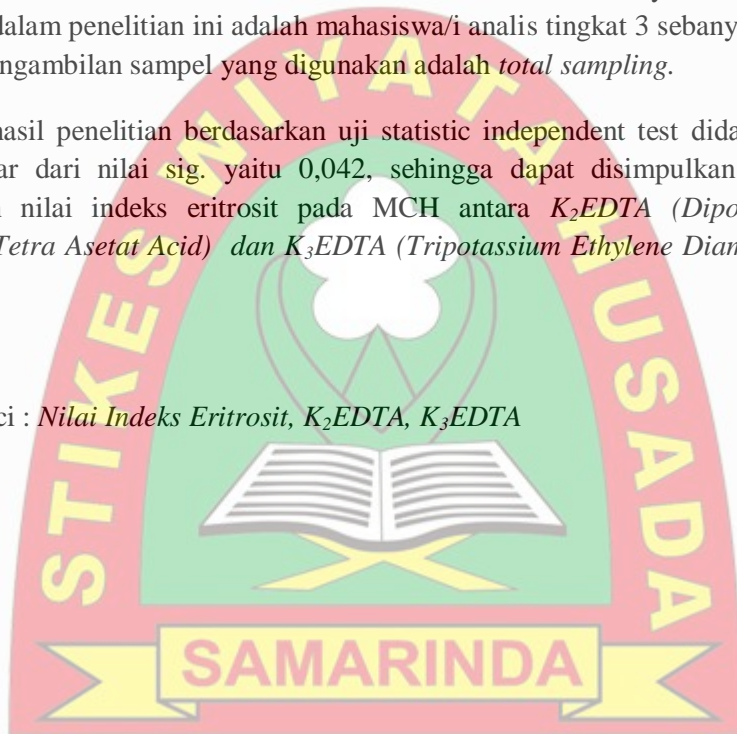 dalam penelitian ini adalah mahasiswa/i analis tingkat 3 sebany
ngambilan sampel yang digunakan adalah total sampling.
hasil penelitian berdasarkan uji statistic independent test dida
ar dari nilai sig. yaitu 0,042, sehingga dapat disimpulkan
nilai indeks eritrosit pada MCH antara K₂EDTA (Dipo
Tetra Asetat Acid) dan K₃EDTA (Tripotassium Ethylene Diam
ci : Nilai Indeks Eritrosit, K₂EDTA, K₃EDTA
STIKES WIYATA HUSADA
SAMARINDA